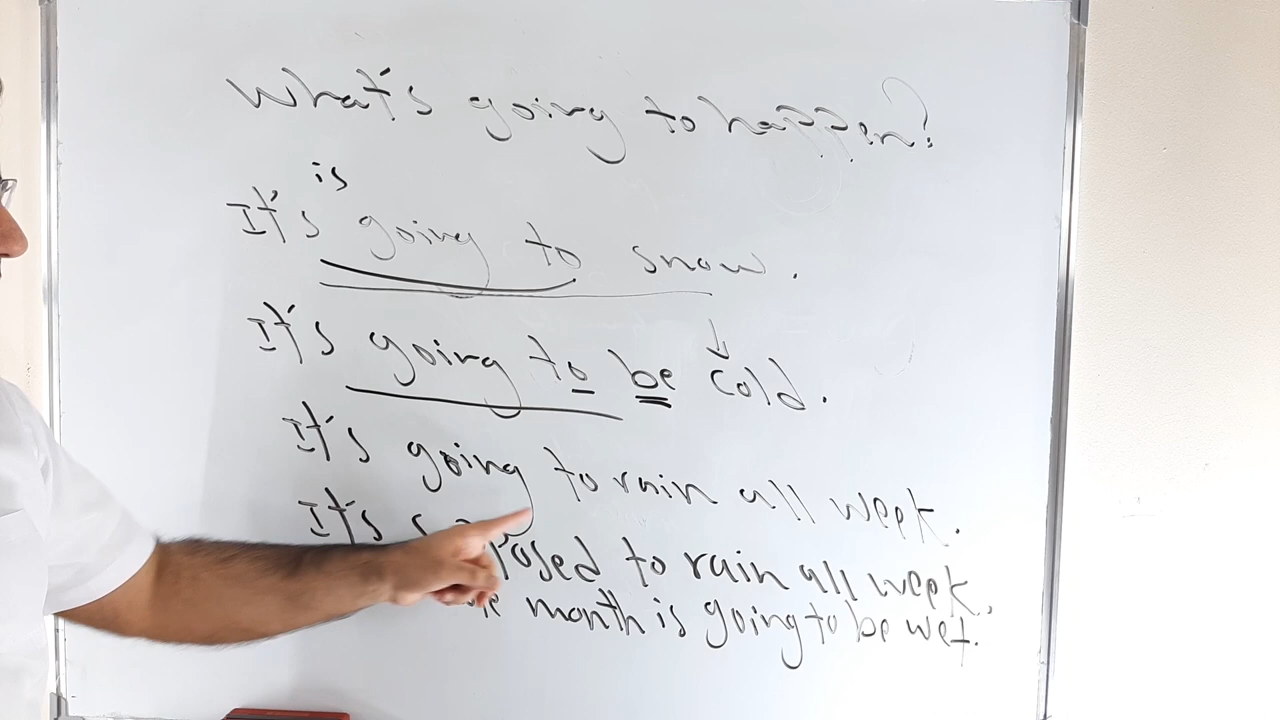 What's going to happen?
is
It's going to snow.
It's going to be cold.
It's going to rain all week.
It's to rain all week.
month is going to be wet.